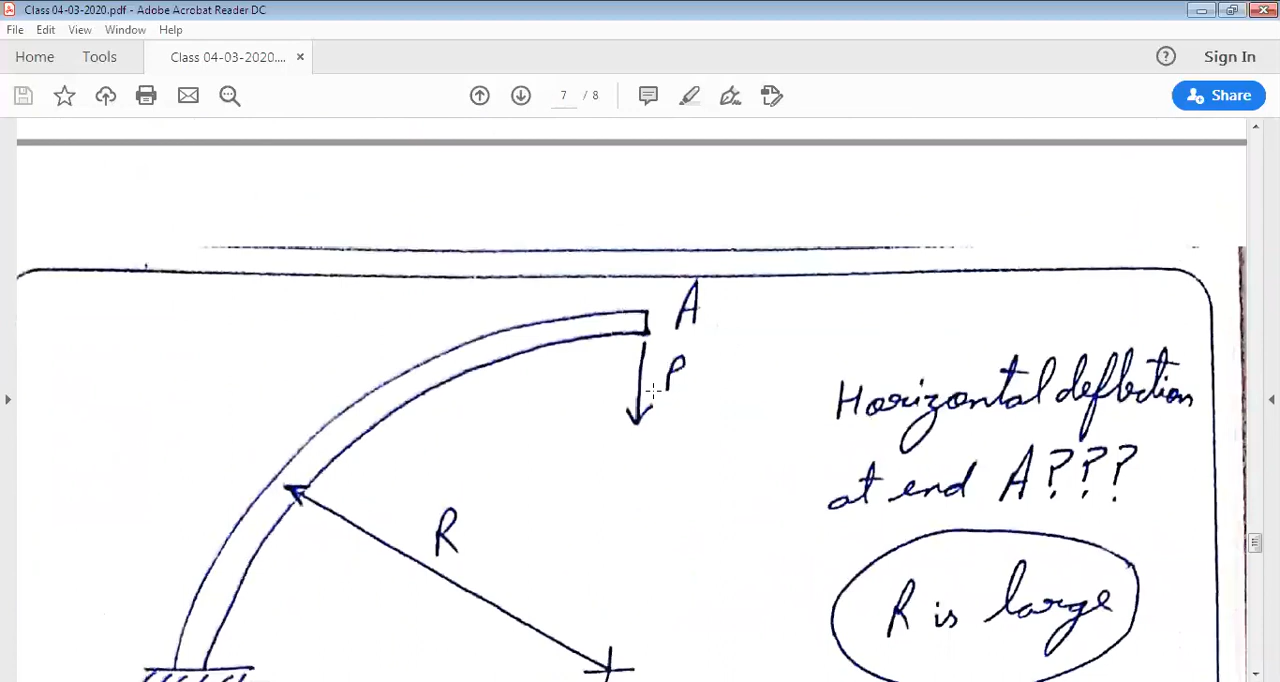 Class 04-03-2020.pdf - Adobe Acrobat Reader DC
File Edit View Window Help
Home Tools Class 04-03-2020.... × Sign In
7 / 8 Share
A
P
Horizontal deflection
at end A???
R
R is large